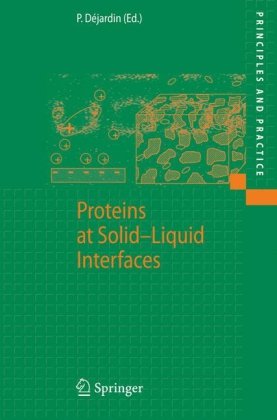 P. Déjardin (Ed.)
PRINCIPLES AND PRACTICE
Proteins
at Solid–Liquid
Interfaces
Springer